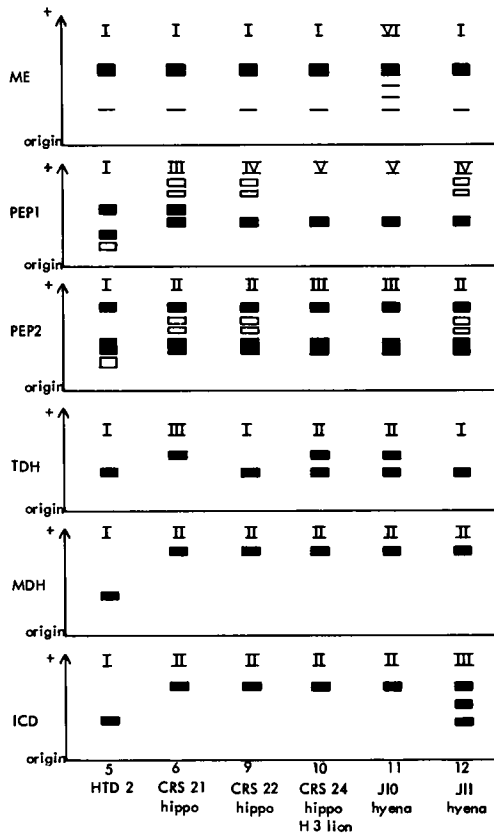 + I I I I VI I
ME
origin
+ I III IV V V IV
PEP1
origin
+ I II II III III II
PEP2
origin
+ I III I II II I
TDH
origin
+ I II II II II II
MDH
origin
+ I II II II II III
ICD
origin
5 6 9 10 11 12
HTD 2 CRS 21 CRS 22 CRS 24 J10 J11
hippo hippo hippo hyena hyena
H3 lion